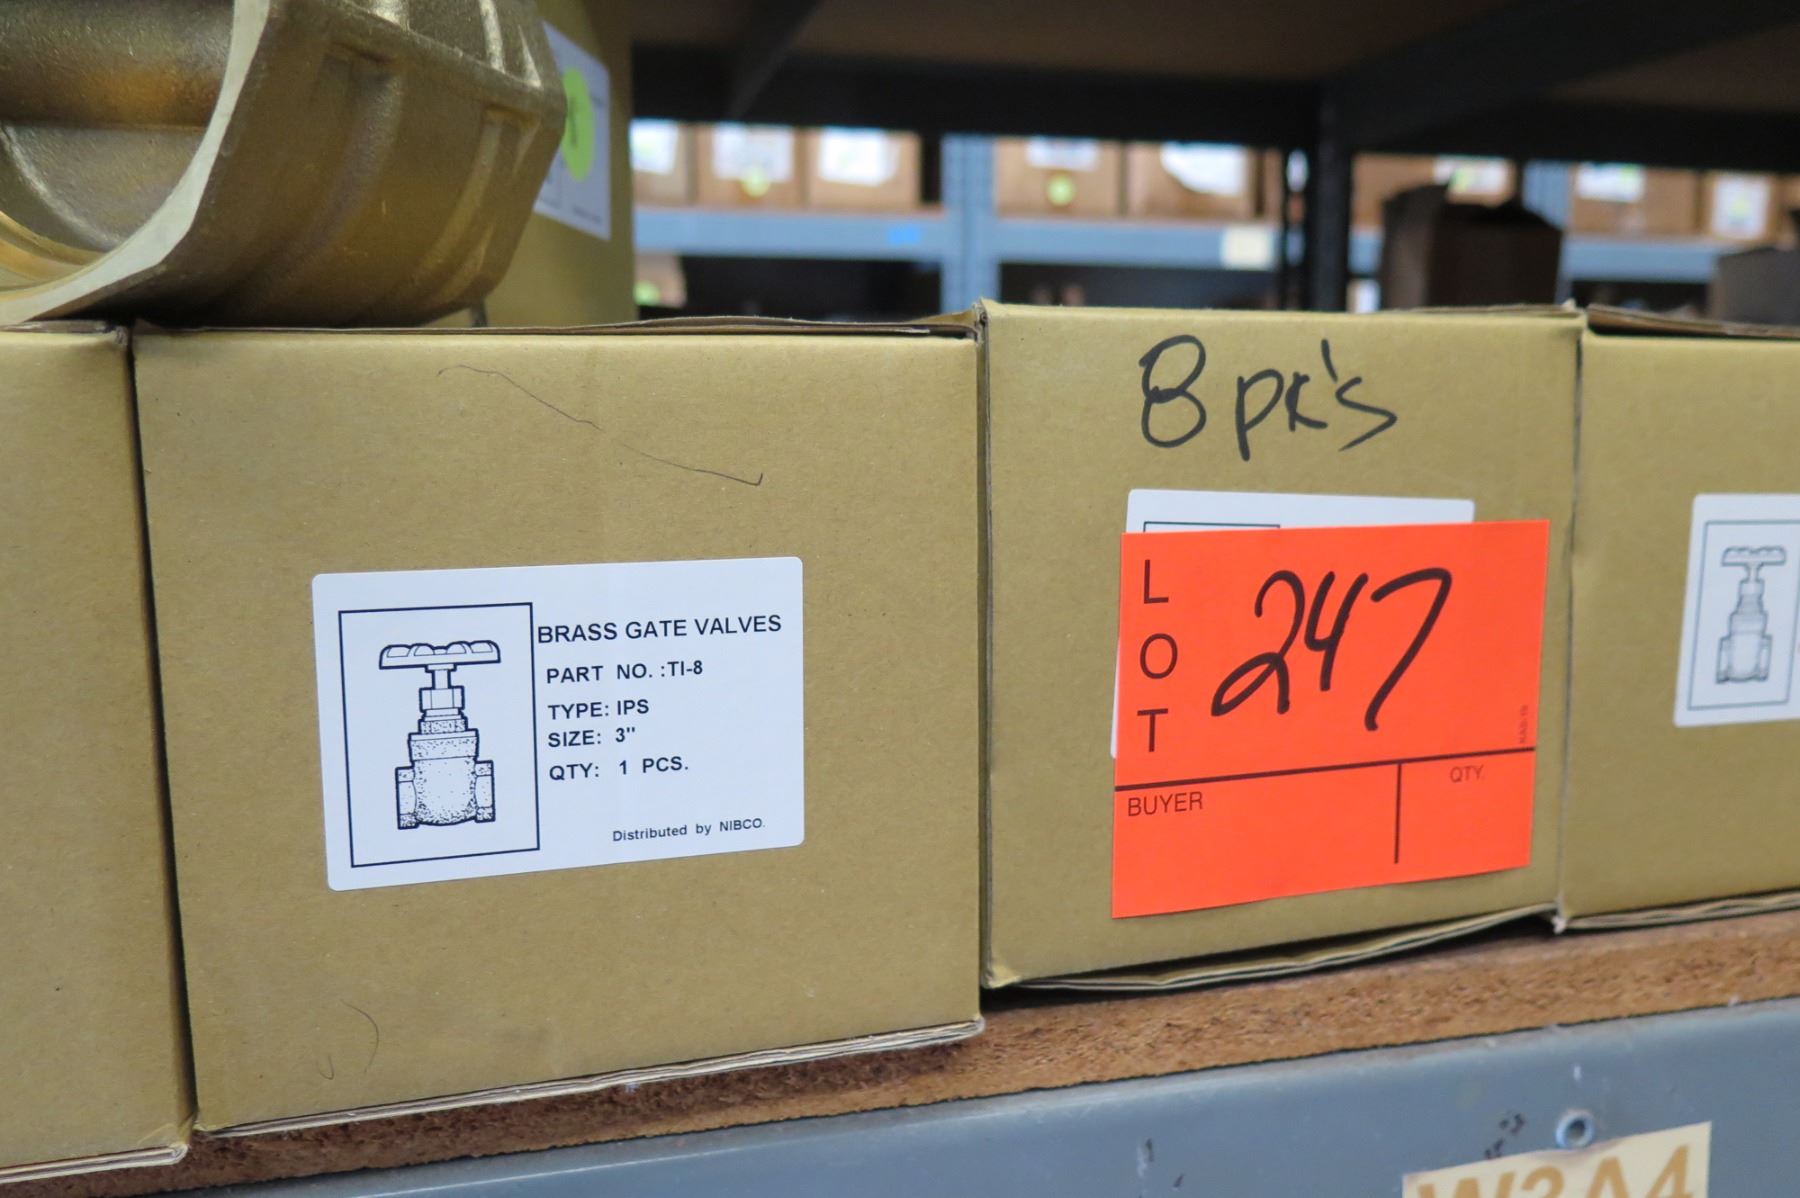 BRASS GATE VALVES
PART NO. :TI-8
TYPE: IPS
SIZE: 3"
QTY: 1 PCS.
Distributed by NIBCO.
8 PK's
LOT
247
BUYER
QTY.
W3A4